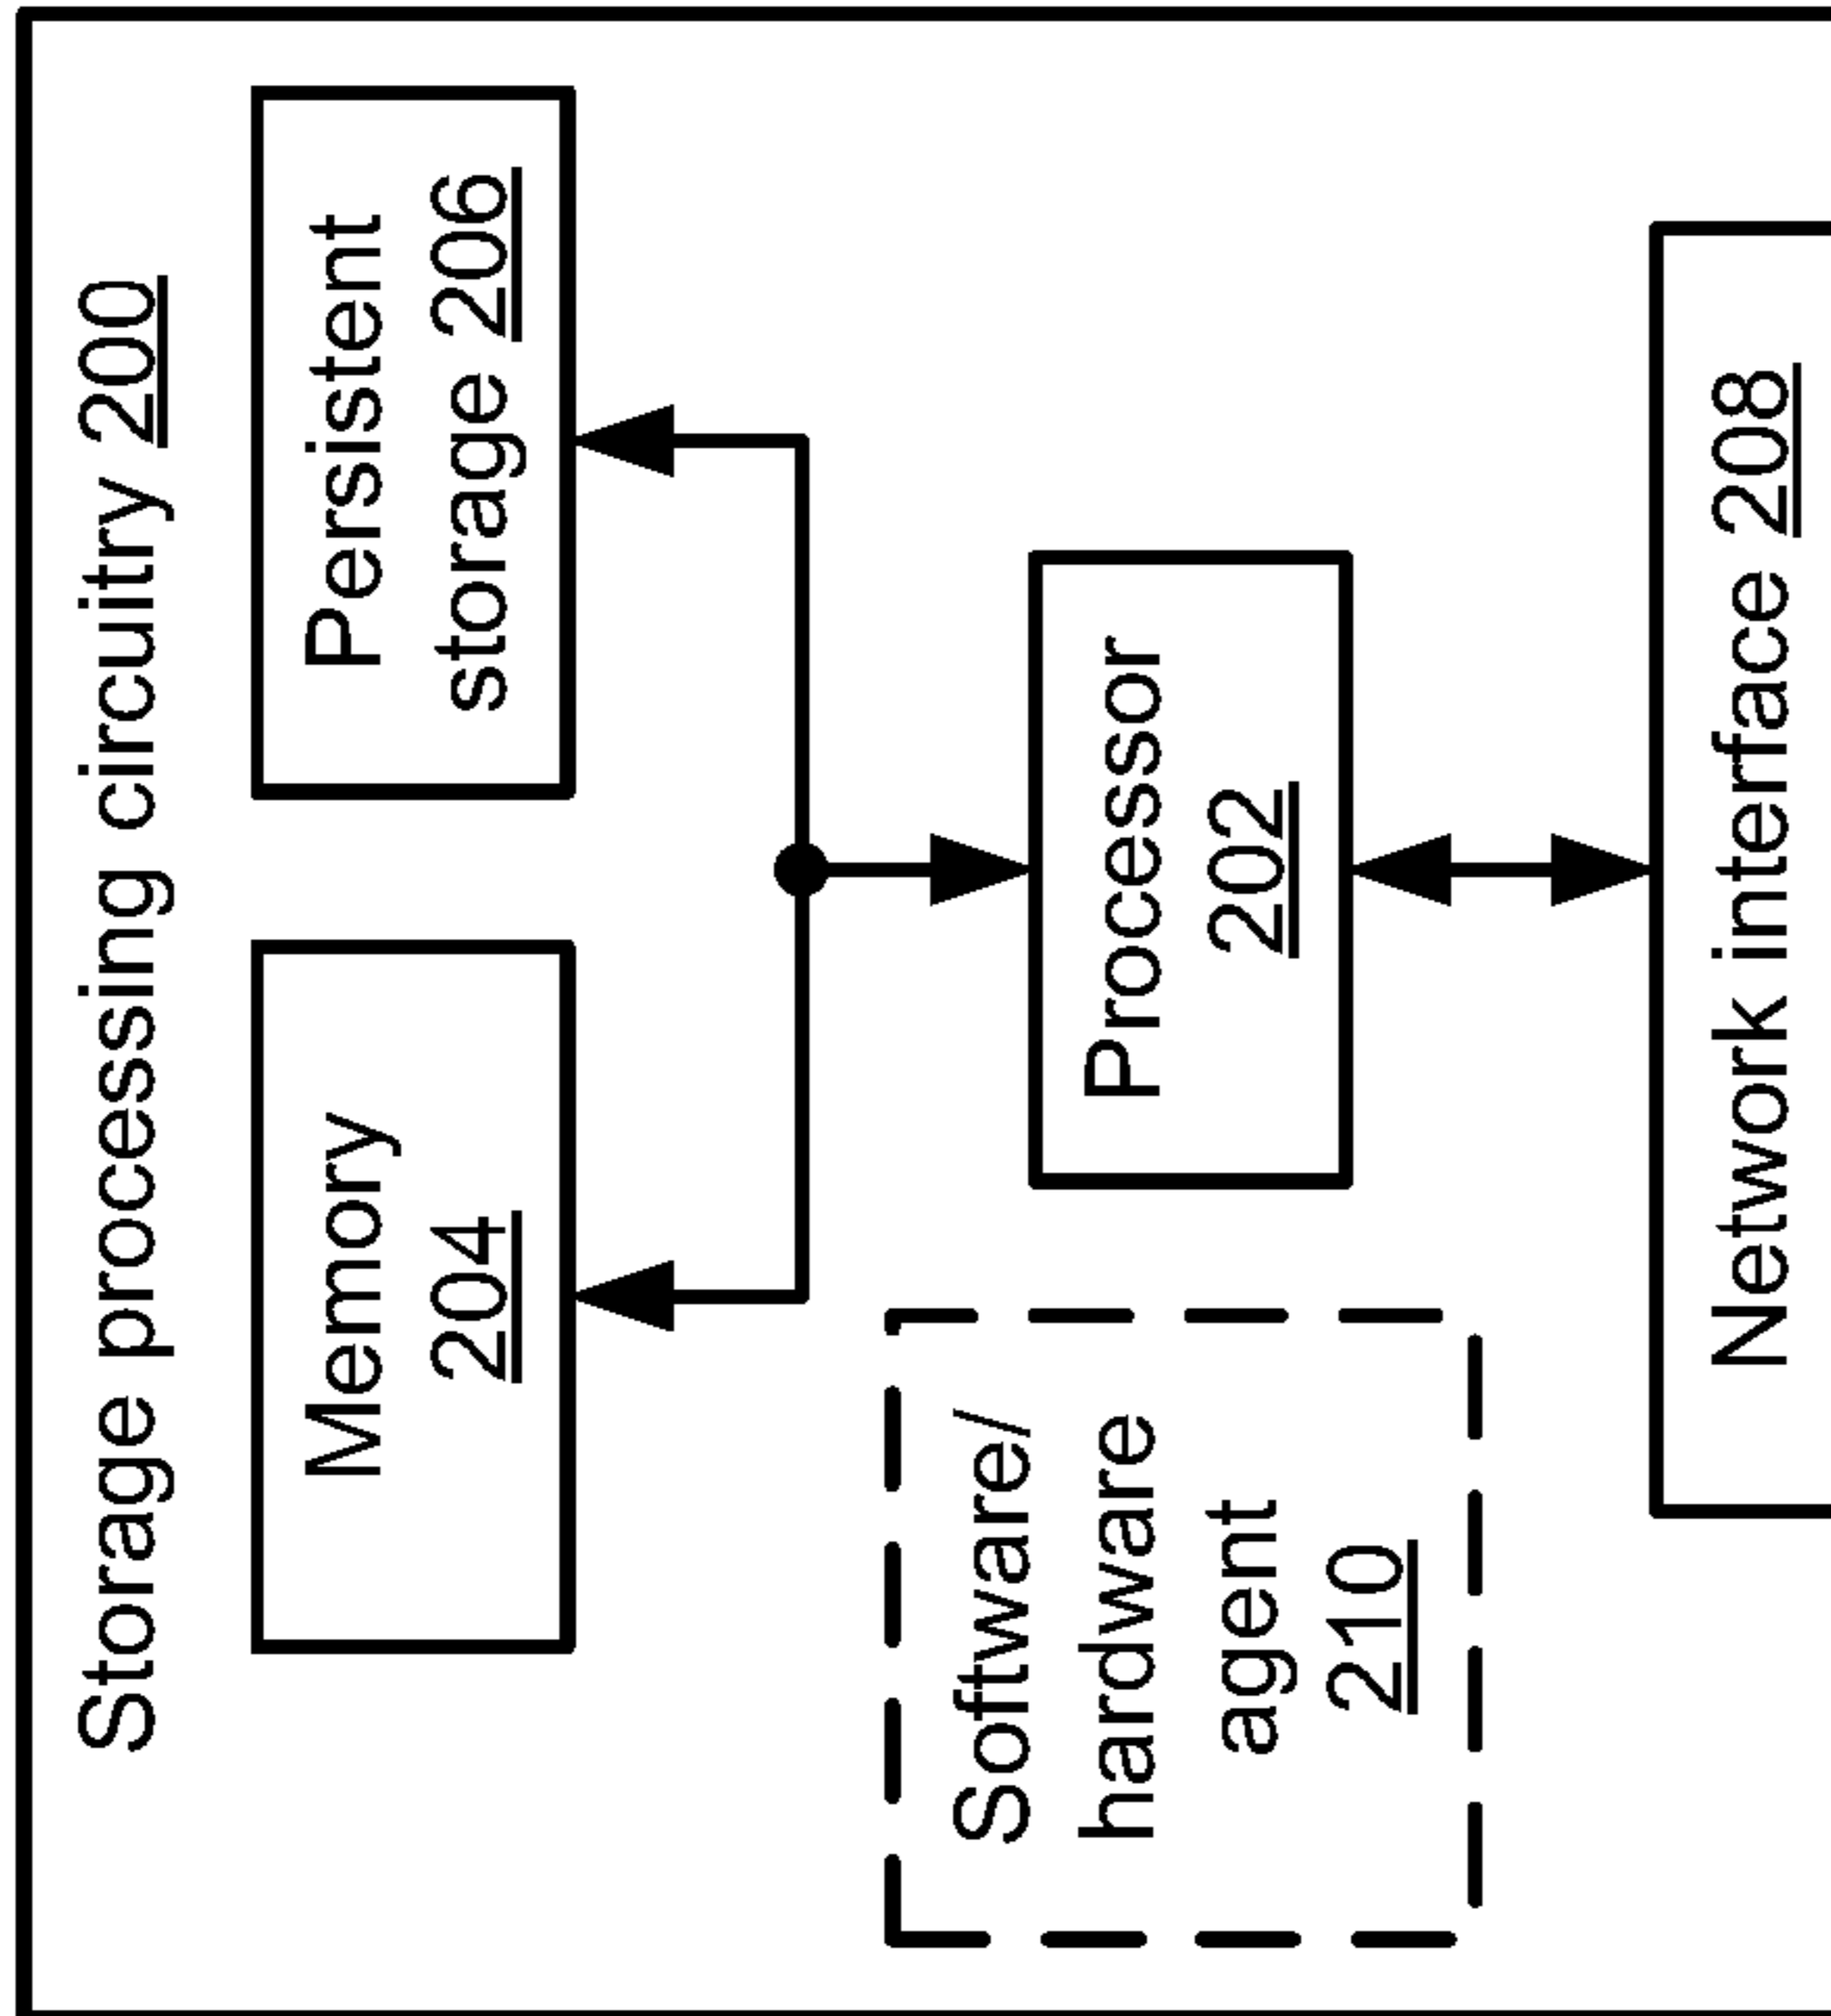 Storage processing circuitry 200
Memory
204
Persistent
storage 206
Software/
hardware
agent
210
Processor
202
Network interface 208